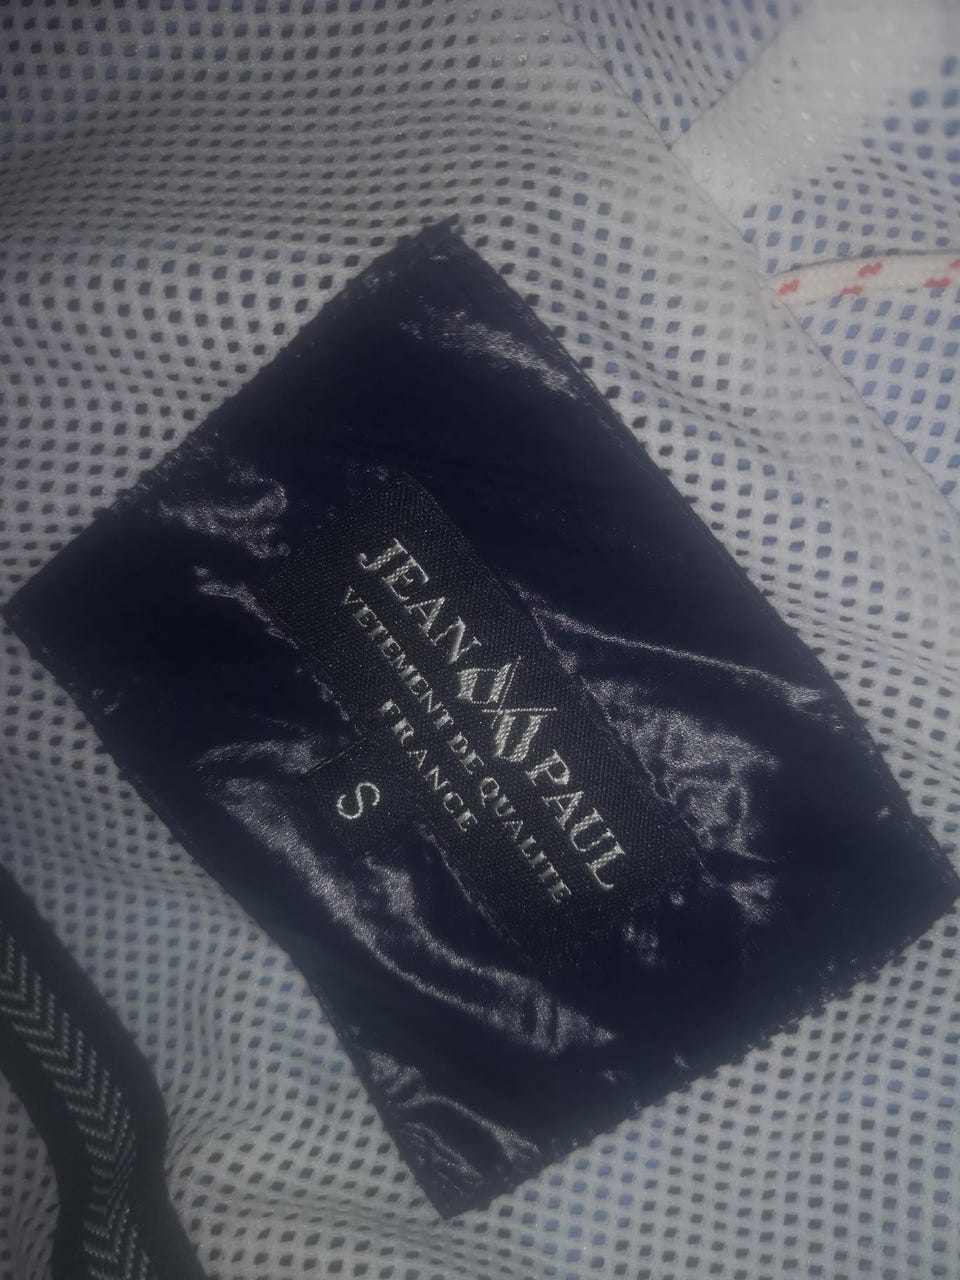 JEAN PAUL
VETEMENT DE QUALITE
FRANCE
S